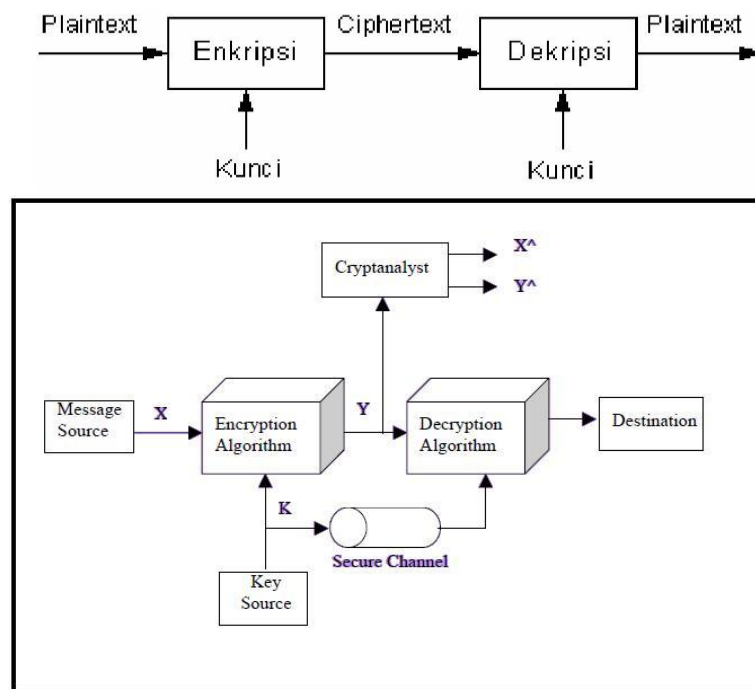 Plaintext
Ciphertext
Plaintext
Enkripsi
Dekripsi
Kunci
Kunci
X^
Cryptanalyst
Y^
Message
Source
X
Encryption
Algorithm
Y
Decryption
Algorithm
Destination
K
Secure Channel
Key
Source